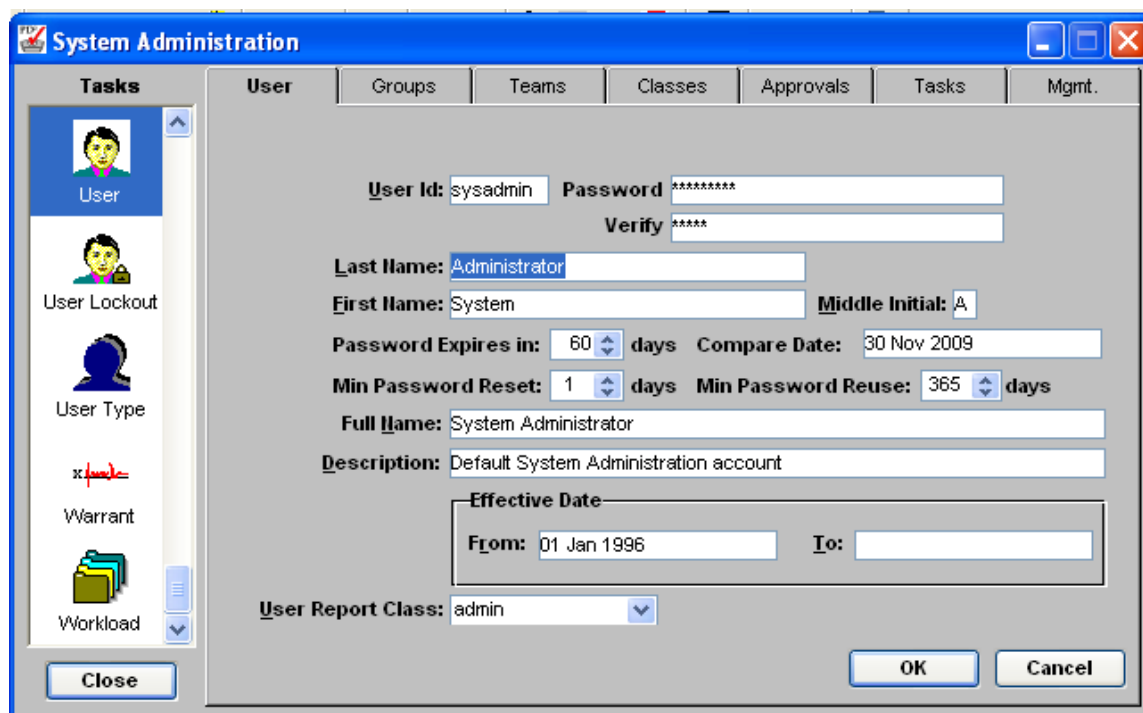 System Administration
Tasks
User
User Lockout
User Type
Warrant
Workload
Close
User Groups Teams Classes Approvals Tasks Mgmt.
User Id: sysadmin Password *********
Verify *****
Last Name: Administrator
First Name: System Middle Initial: A
Password Expires in: 60 days Compare Date: 30 Nov 2009
Min Password Reset: 1 days Min Password Reuse: 365 days
Full Name: System Administrator
Description: Default System Administration account
Effective Date
From: 01 Jan 1996 To:
User Report Class: admin
OK Cancel